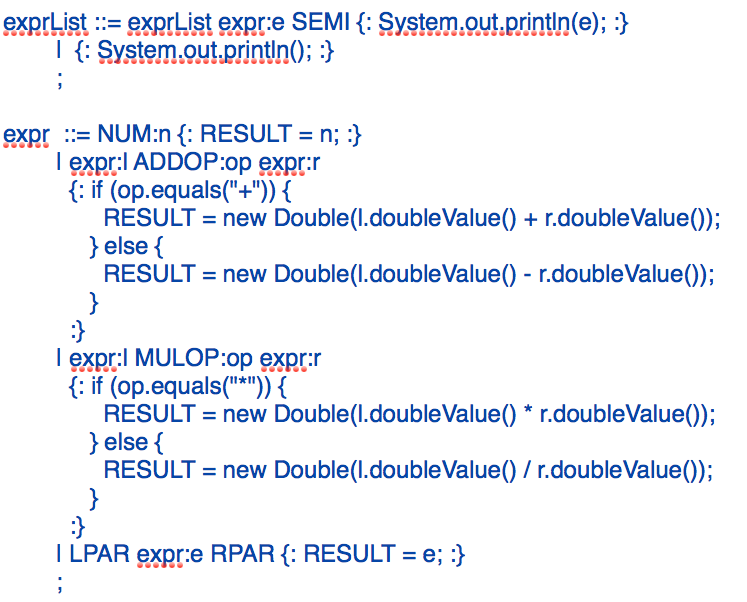 exprList ::= exprList expr:e SEMI {: System.out.println(e); :}
| {: System.out.println(); :}
;
expr ::= NUM:n {: RESULT = n; :}
| expr:l ADDOP:op expr:r
{: if (op.equals("+")) {
RESULT = new Double(l.doubleValue() + r.doubleValue());
} else {
RESULT = new Double(l.doubleValue() - r.doubleValue());
}
:}
| expr:l MULOP:op expr:r
{: if (op.equals("*")) {
RESULT = new Double(l.doubleValue() * r.doubleValue());
} else {
RESULT = new Double(l.doubleValue() / r.doubleValue());
}
:}
| LPAR expr:e RPAR {: RESULT = e; :}
;